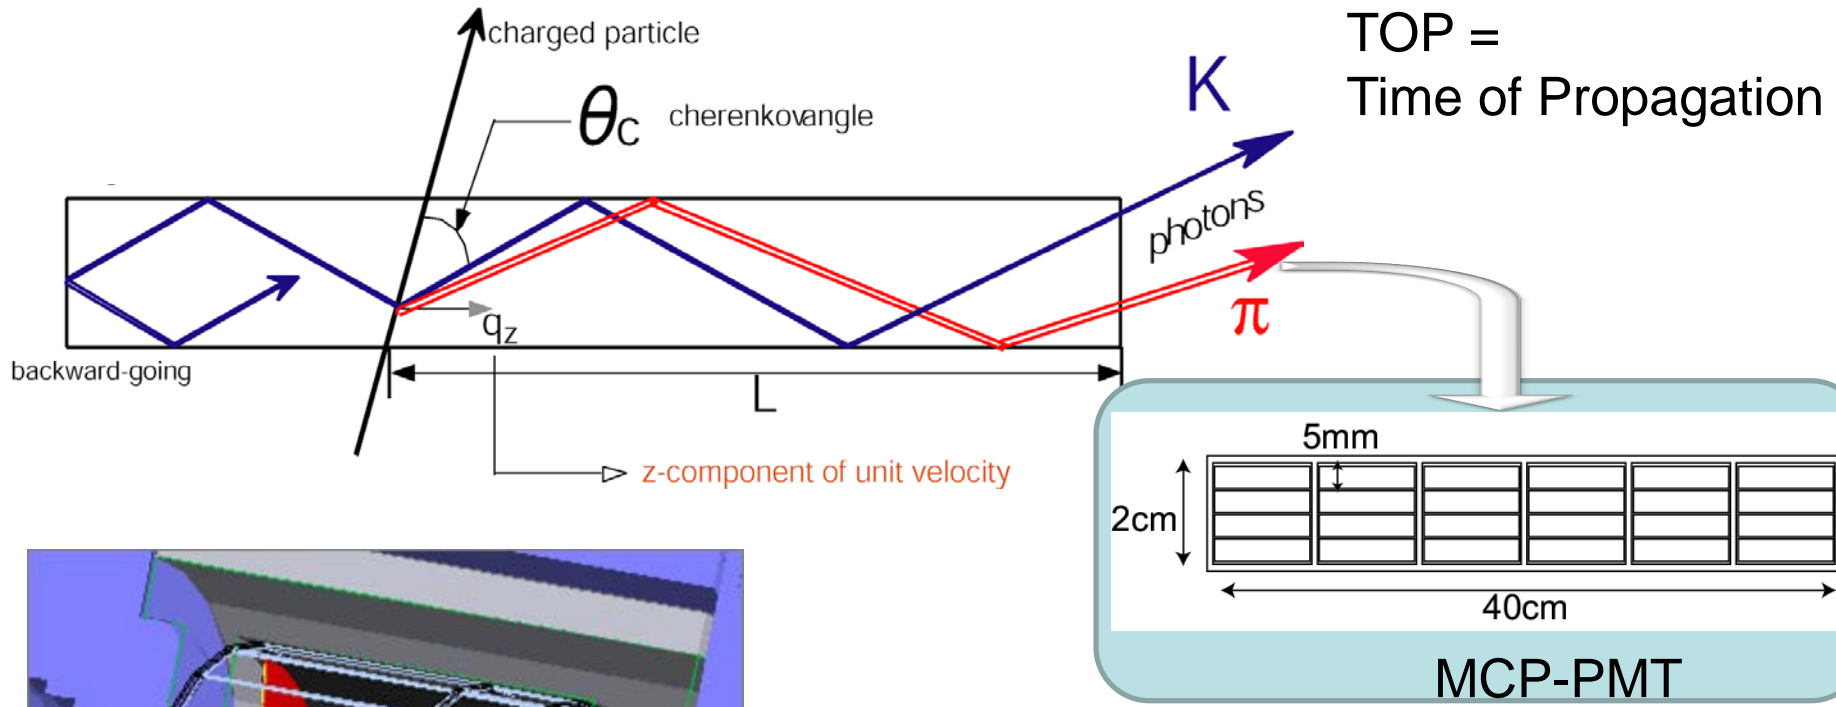 TOP =
Time of Propagation
charged particle
K
θc cherenkovangle
photons
π
qz
backward-going
L
z-component of unit velocity
5mm
2cm
40cm
MCP-PMT